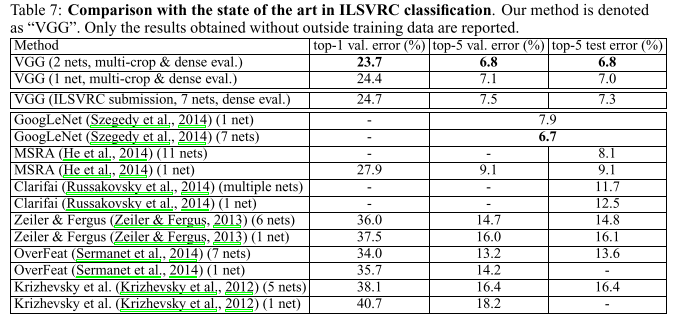 Table 7: Comparison with the state of the art in ILSVRC classification. Our method is denoted
as “VGG”. Only the results obtained without outside training data are reported.
Method top-1 val. error (%) top-5 val. error (%) top-5 test error (%)
VGG (2 nets, multi-crop & dense eval.) 23.7 6.8 6.8
VGG (1 net, multi-crop & dense eval.) 24.4 7.1 7.0
VGG (ILSVRC submission, 7 nets, dense eval.) 24.7 7.5 7.3
GoogLeNet (Szegedy et al., 2014) (1 net) - 7.9
GoogLeNet (Szegedy et al., 2014) (7 nets) - 6.7
MSRA (He et al., 2014) (11 nets) - - 8.1
MSRA (He et al., 2014) (1 net) 27.9 9.1 9.1
Clarifai (Russakovsky et al., 2014) (multiple nets) - - 11.7
Clarifai (Russakovsky et al., 2014) (1 net) - - 12.5
Zeiler & Fergus (Zeiler & Fergus, 2013) (6 nets) 36.0 14.7 14.8
Zeiler & Fergus (Zeiler & Fergus, 2013) (1 net) 37.5 16.0 16.1
OverFeat (Sermanet et al., 2014) (7 nets) 34.0 13.2 13.6
OverFeat (Sermanet et al., 2014) (1 net) 35.7 14.2 -
Krizhevsky et al. (Krizhevsky et al., 2012) (5 nets) 38.1 16.4 16.4
Krizhevsky et al. (Krizhevsky et al., 2012) (1 net) 40.7 18.2 -